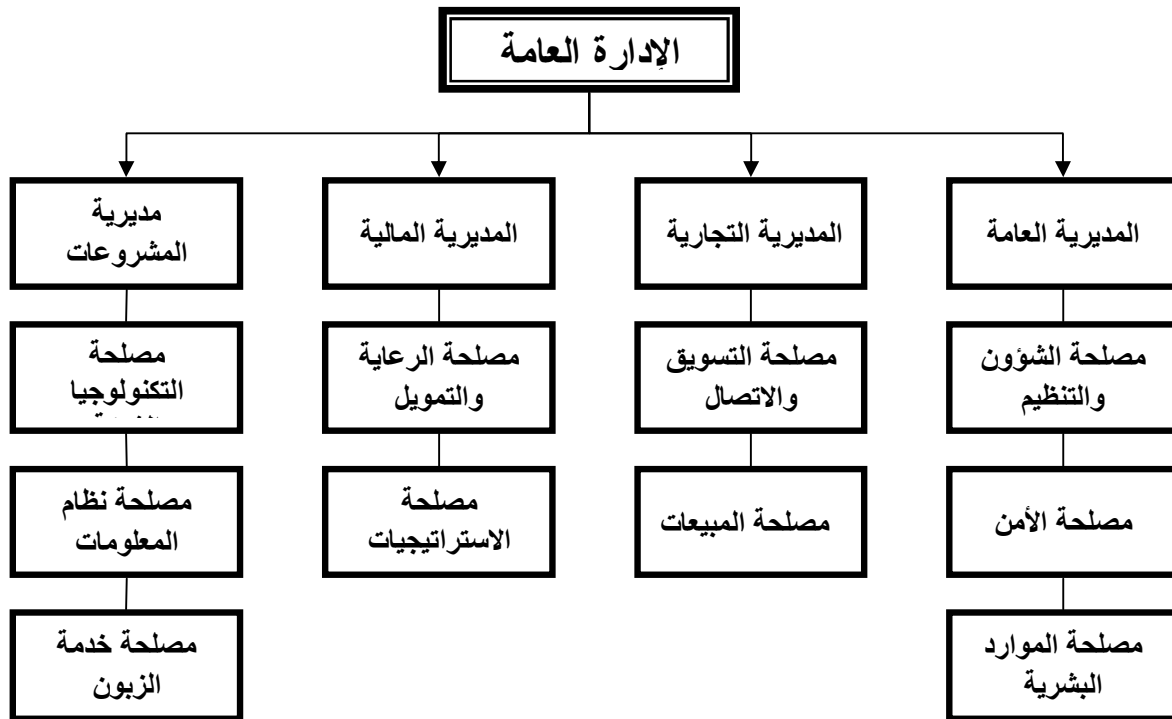 الإدارة العامة
المديرية العامة
المديرية التجارية
المديرية المالية
مديرية
المشروعات
مصلحة الشؤون
والتنظيم
مصلحة التسويق
والاتصال
مصلحة الرعاية
والتمويل
مصلحة
التكنولوجيا
مصلحة الأمن
مصلحة المبيعات
مصلحة
الاستراتيجيات
مصلحة نظام
المعلومات
مصلحة الموارد
البشرية
مصلحة خدمة
الزبون